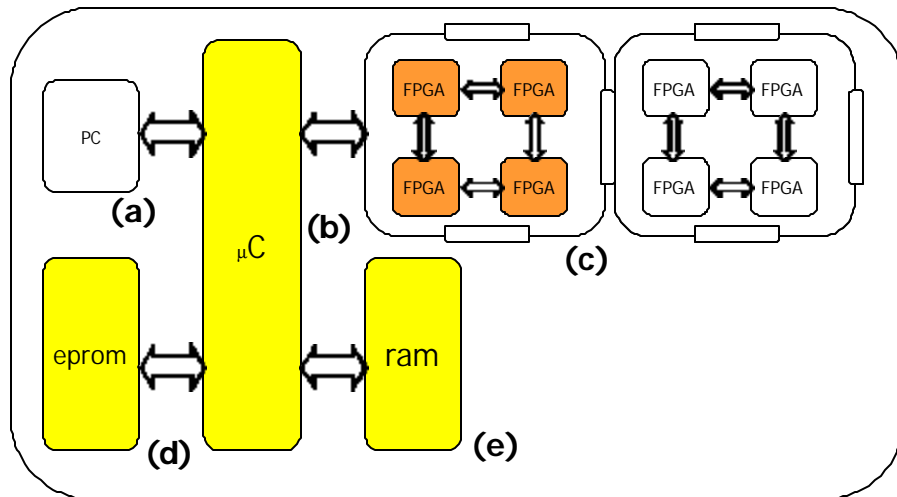 FPGA FPGA FPGA FPGA
PC
FPGA FPGA FPGA FPGA
(a)
(b)
μC
(c)
eprom
ram
(d)
(e)